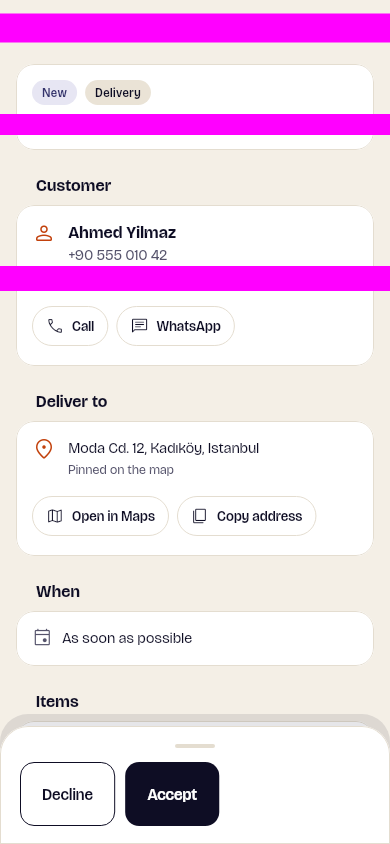 New
Delivery
Customer
Ahmed Yilmaz
+90 555 010 42
Call
WhatsApp
Deliver to
Moda Cd. 12, Kadıköy, Istanbul
Pinned on the map
Open in Maps
Copy address
When
As soon as possible
Items
Decline
Accept